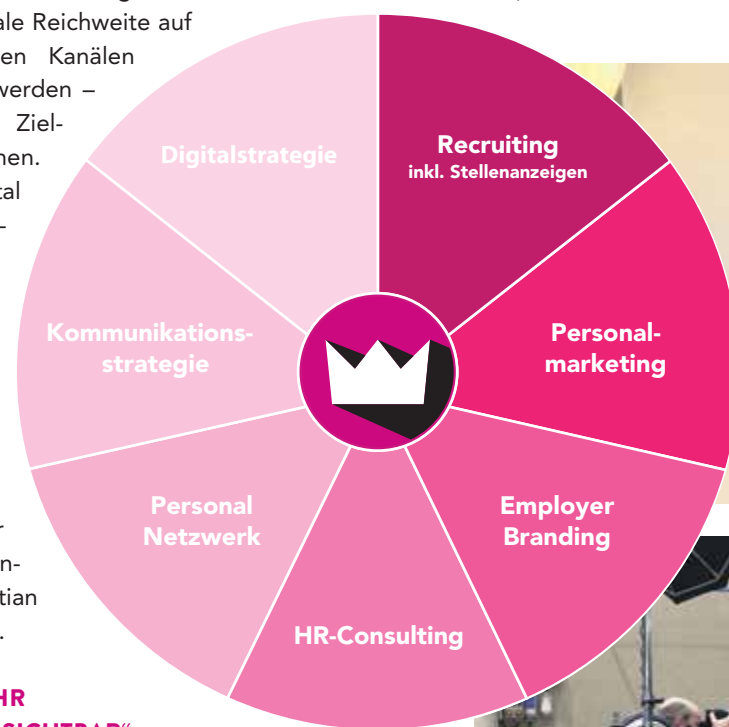 ale Reichweite auf
en Kanälen
werden –
Ziel-
nen.
tal
-
r
n-
tian
.
HR
Digitalstrategie
Recruiting
inkl. Stellenanzeigen
Kommunikations-
strategie
Personal-
marketing
Personal
Netzwerk
Employer
Branding
HR-Consulting